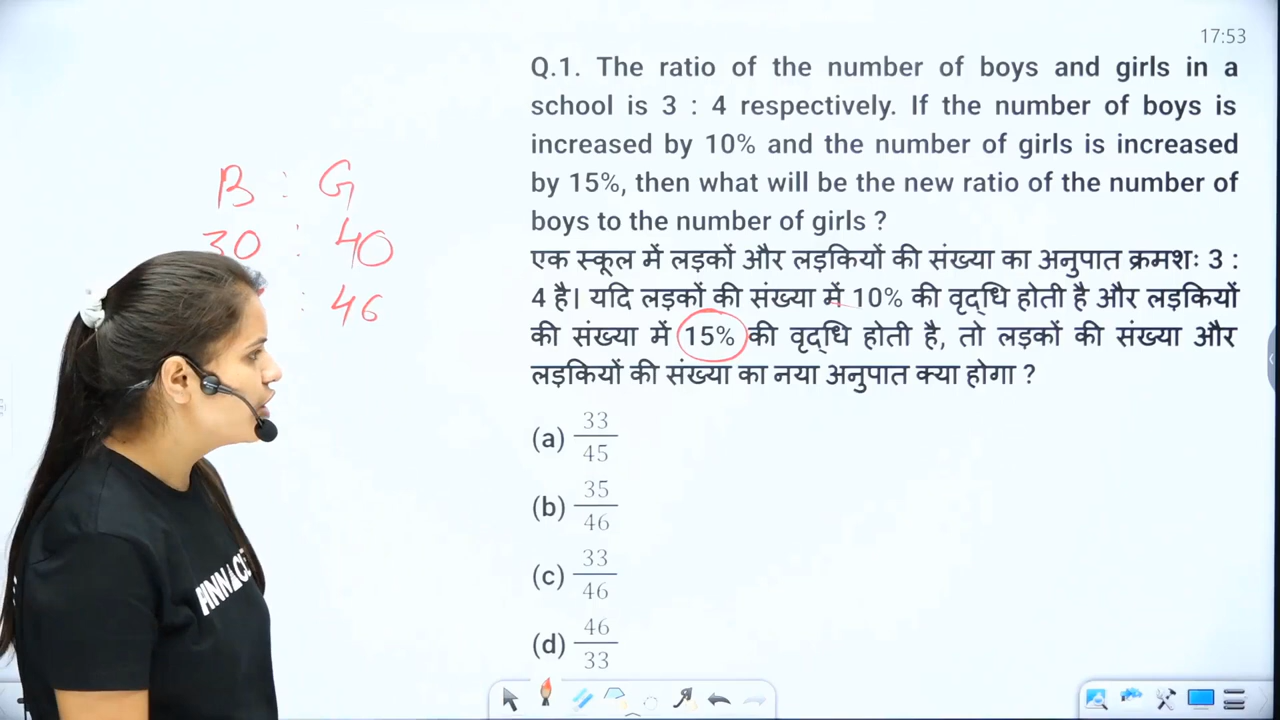 17:53
Q.1. The ratio of the number of boys and girls in a
school is 3 : 4 respectively. If the number of boys is
increased by 10% and the number of girls is increased
by 15%, then what will be the new ratio of the number of
boys to the number of girls ?
एक स्कूल में लड़कों और लड़कियों की संख्या का अनुपात क्रमशः 3 :
4 है। यदि लड़कों की संख्या में 10% की वृद्धि होती है और लड़कियों
की संख्या में 15% की वृद्धि होती है, तो लड़कों की संख्या और
लड़कियों की संख्या का नया अनुपात क्या होगा ?
(a) 33/45
(b) 35/46
(c) 33/46
(d) 46/33
B : G
30 : 40
: 46